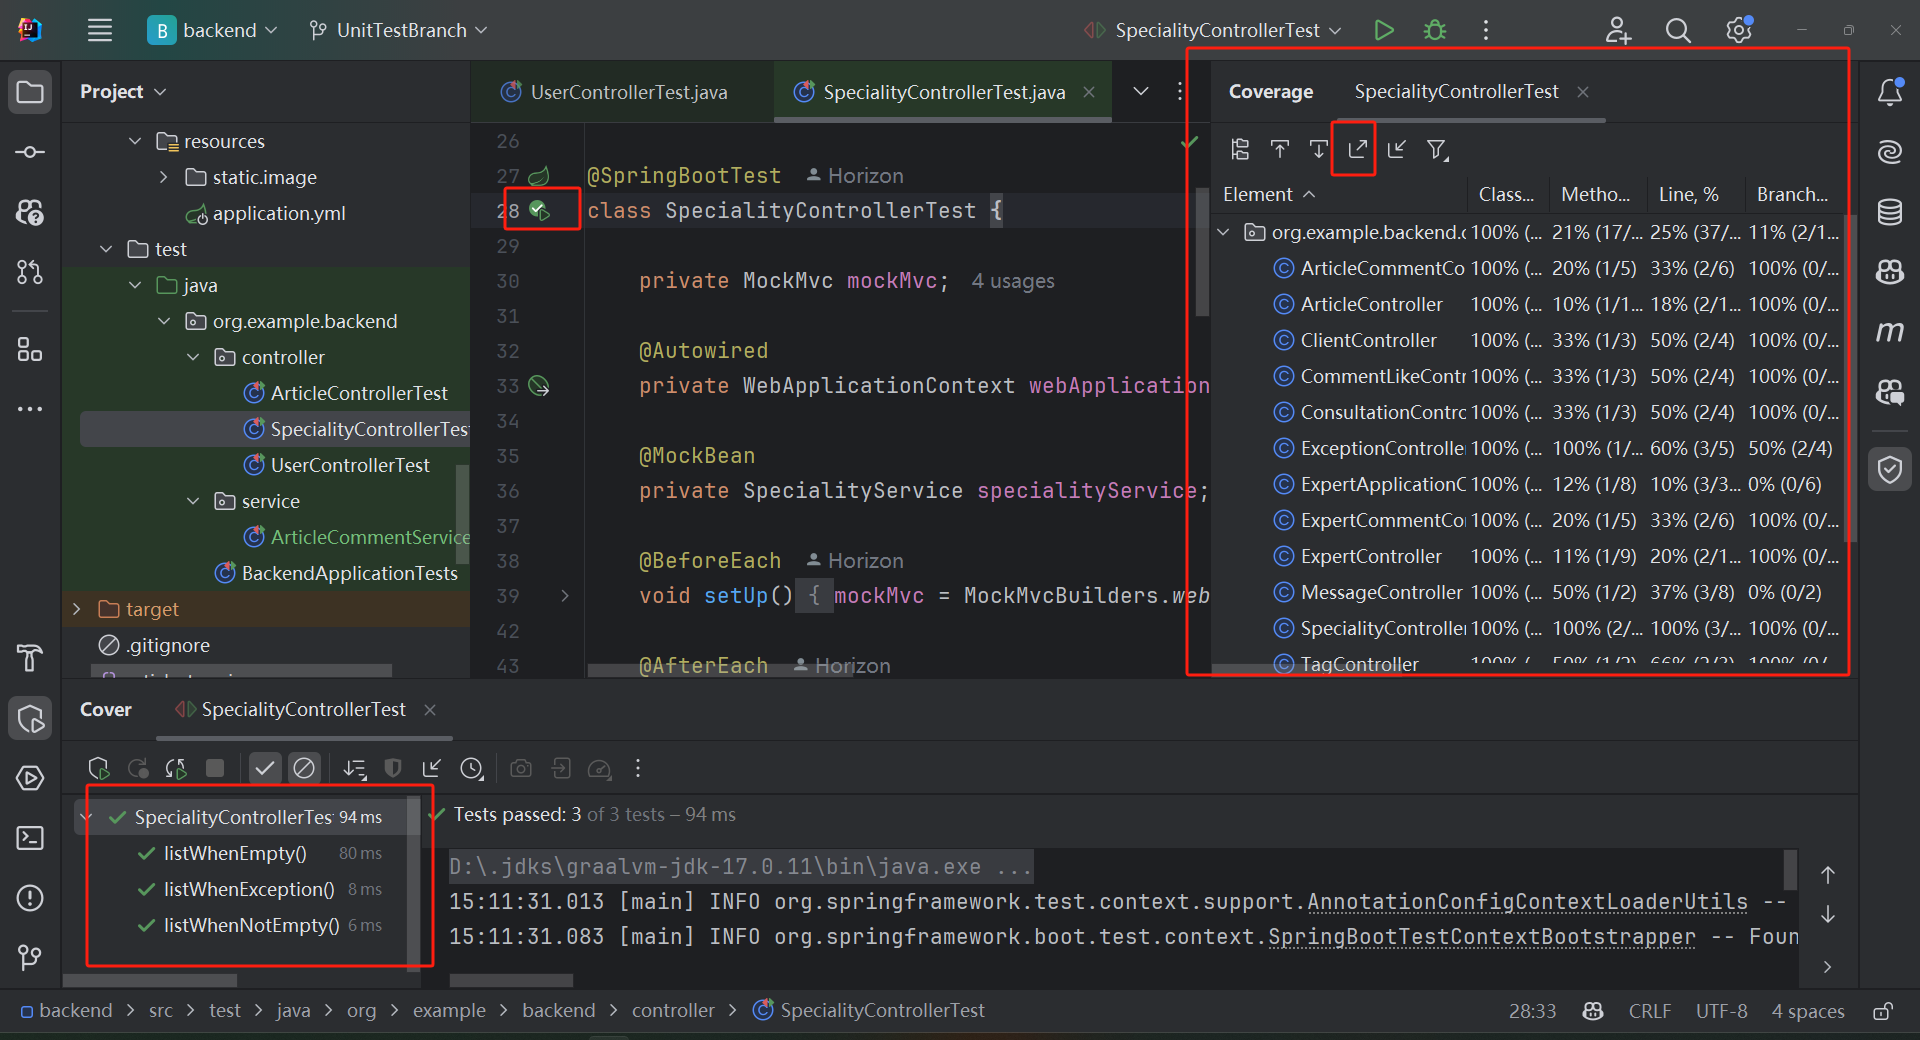 B backend UnitTestBranch SpecialityControllerTest
Project
resources
static.image
application.yml
test
java
org.example.backend
controller
ArticleControllerTest
SpecialityControllerTes
UserControllerTest
service
ArticleCommentService
BackendApplicationTests
target
.gitignore
UserControllerTest.java SpecialityControllerTest.java
26
27 @SpringBootTest Horizon
28 class SpecialityControllerTest {
29
30 private MockMvc mockMvc; 4 usages
31
32 @Autowired
33 private WebApplicationContext webApplication
34
35 @MockBean
36 private SpecialityService specialityService;
37
38 @BeforeEach Horizon
39 void setUp() { mockMvc = MockMvcBuilders.web
42
43 @AfterEach Horizon
Coverage SpecialityControllerTest
Element Class... Metho... Line, % Branch...
org.example.backend.c 100% (... 21% (17/... 25% (37/... 11% (2/1...
ArticleCommentCo 100% (... 20% (1/5) 33% (2/6) 100% (0/...
ArticleController 100% (... 10% (1/1... 18% (2/1... 100% (0/...
ClientController 100% (... 33% (1/3) 50% (2/4) 100% (0/...
CommentLikeContr 100% (... 33% (1/3) 50% (2/4) 100% (0/...
ConsultationContro 100% (... 33% (1/3) 50% (2/4) 100% (0/...
ExceptionController 100% (... 100% (1/... 60% (3/5) 50% (2/4)
ExpertApplicationC 100% (... 12% (1/8) 10% (3/3... 0% (0/6)
ExpertCommentCo 100% (... 20% (1/5) 33% (2/6) 100% (0/...
ExpertController 100% (... 11% (1/9) 20% (2/1... 100% (0/...
MessageController 100% (... 50% (1/2) 37% (3/8) 0% (0/2)
SpecialityController 100% (... 100% (2/... 100% (3/... 100% (0/...
TagController 100% (... 50% (1/2) 66% (2/3) 100% (0/...
Cover SpecialityControllerTest
SpecialityControllerTes 94 ms
listWhenEmpty() 80 ms
listWhenException() 8 ms
listWhenNotEmpty() 6 ms
Tests passed: 3 of 3 tests – 94 ms
D:\.jdks\graalvm-jdk-17.0.11\bin\java.exe ...
15:11:31.013 [main] INFO org.springframework.test.context.support.AnnotationConfigContextLoaderUtils --
15:11:31.083 [main] INFO org.springframework.boot.test.context.SpringBootTestContextBootstrapper -- Foun
backend > src > test > java > org > example > backend > controller > SpecialityControllerTest
28:33 CRLF UTF-8 4 spaces